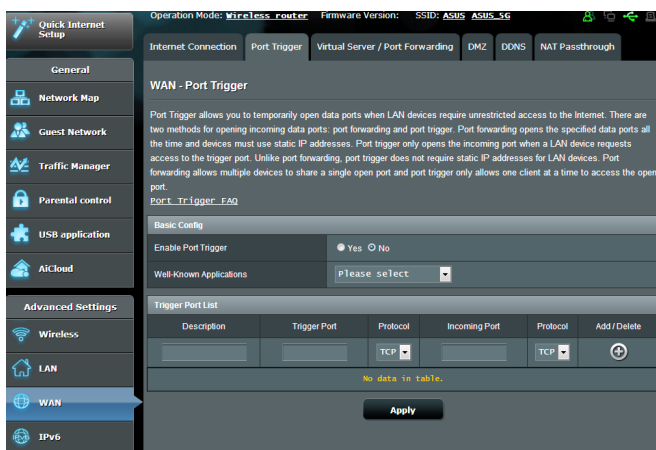 Quick Internet
Setup
Operation Mode: Wireless router Firmware Version: SSID: ASUS ASUS_5G
Internet Connection Port Trigger Virtual Server / Port Forwarding DMZ DDNS NAT Passthrough
General
Network Map
Guest Network
Traffic Manager
Parental control
USB application
AiCloud
Advanced Settings
Wireless
LAN
WAN
IPv6
WAN - Port Trigger
Port Trigger allows you to temporarily open data ports when LAN devices require unrestricted access to the Internet. There are
two methods for opening incoming data ports: port forwarding and port trigger. Port forwarding opens the specified data ports all
the time and devices must use static IP addresses. Port trigger only opens the incoming port when a LAN device requests
access to the trigger port. Unlike port forwarding, port trigger does not require static IP addresses for LAN devices. Port
forwarding allows multiple devices to share a single open port and port trigger only allows one client at a time to access the open
port.
Port Trigger FAQ
Basic Config
Enable Port Trigger Yes No
Well-Known Applications Please select
Trigger Port List
Description Trigger Port Protocol Incoming Port Protocol Add / Delete
TCP TCP
No data in table.
Apply